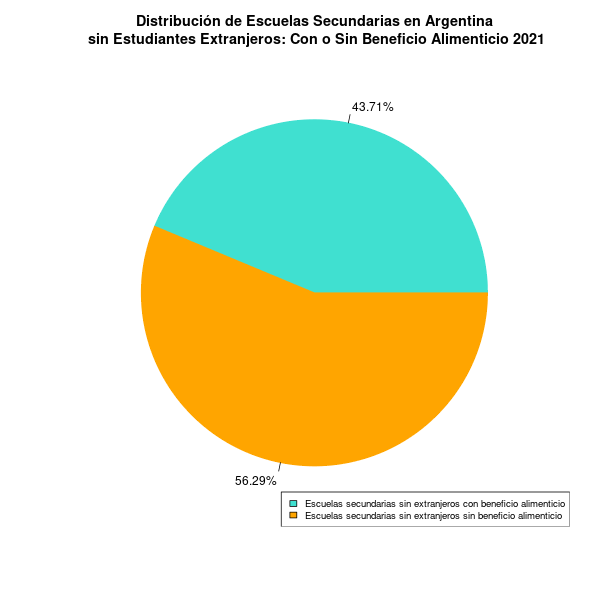 Distribución de Escuelas Secundarias en Argentina
sin Estudiantes Extranjeros: Con o Sin Beneficio Alimenticio 2021
43.71%
56.29%
Escuelas secundarias sin extranjeros con beneficio alimenticio
Escuelas secundarias sin extranjeros sin beneficio alimenticio